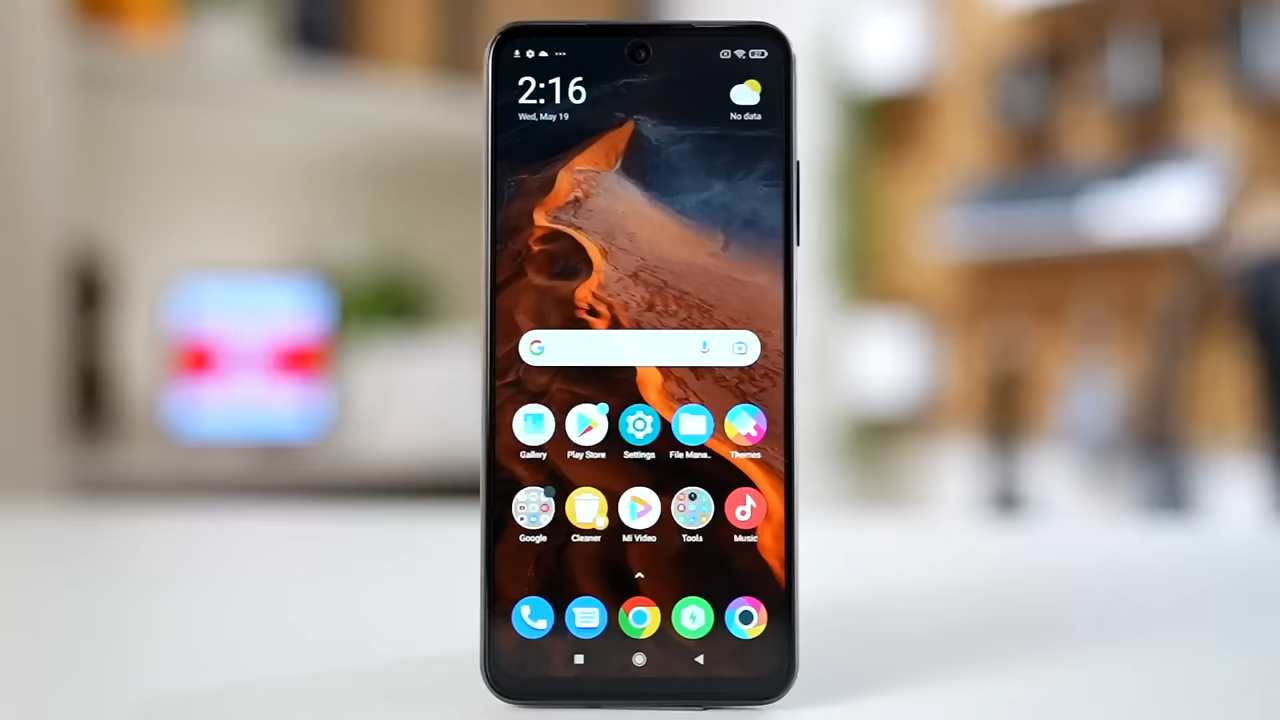 2:16
Wed, May 19
No data
Gallery
Play Store
Settings
File Mana..
Themes
Google
Cleaner
Mi Video
Tools
Music